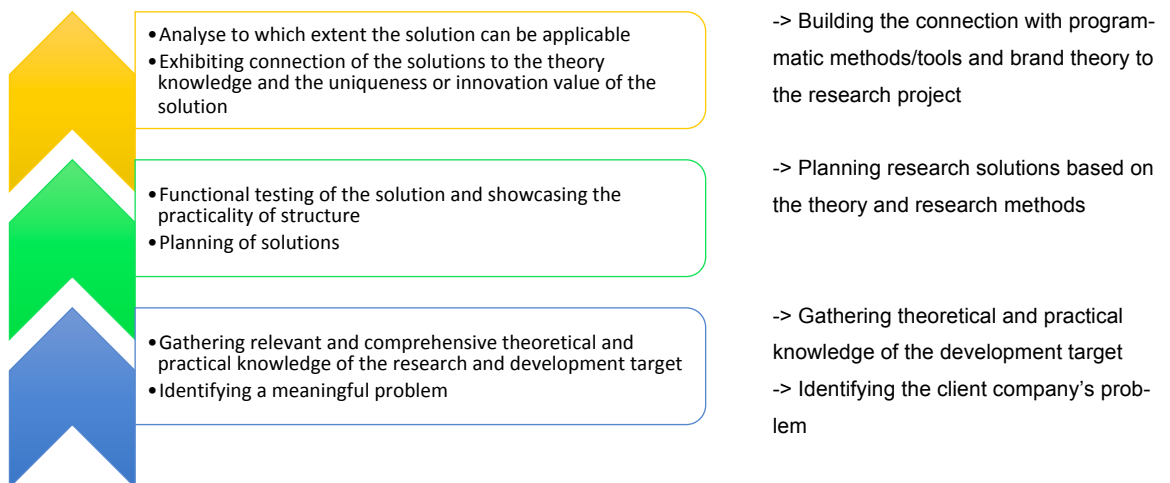 •Analyse to which extent the solution can be applicable
•Exhibiting connection of the solutions to the theory
knowledge and the uniqueness or innovation value of the
solution
-> Building the connection with program-
matic methods/tools and brand theory to
the research project
•Functional testing of the solution and showcasing the
practicality of structure
•Planning of solutions
-> Planning research solutions based on
the theory and research methods
•Gathering relevant and comprehensive theoretical and
practical knowledge of the research and development target
•Identifying a meaningful problem
-> Gathering theoretical and practical
knowledge of the development target
-> Identifying the client company’s prob-
lem